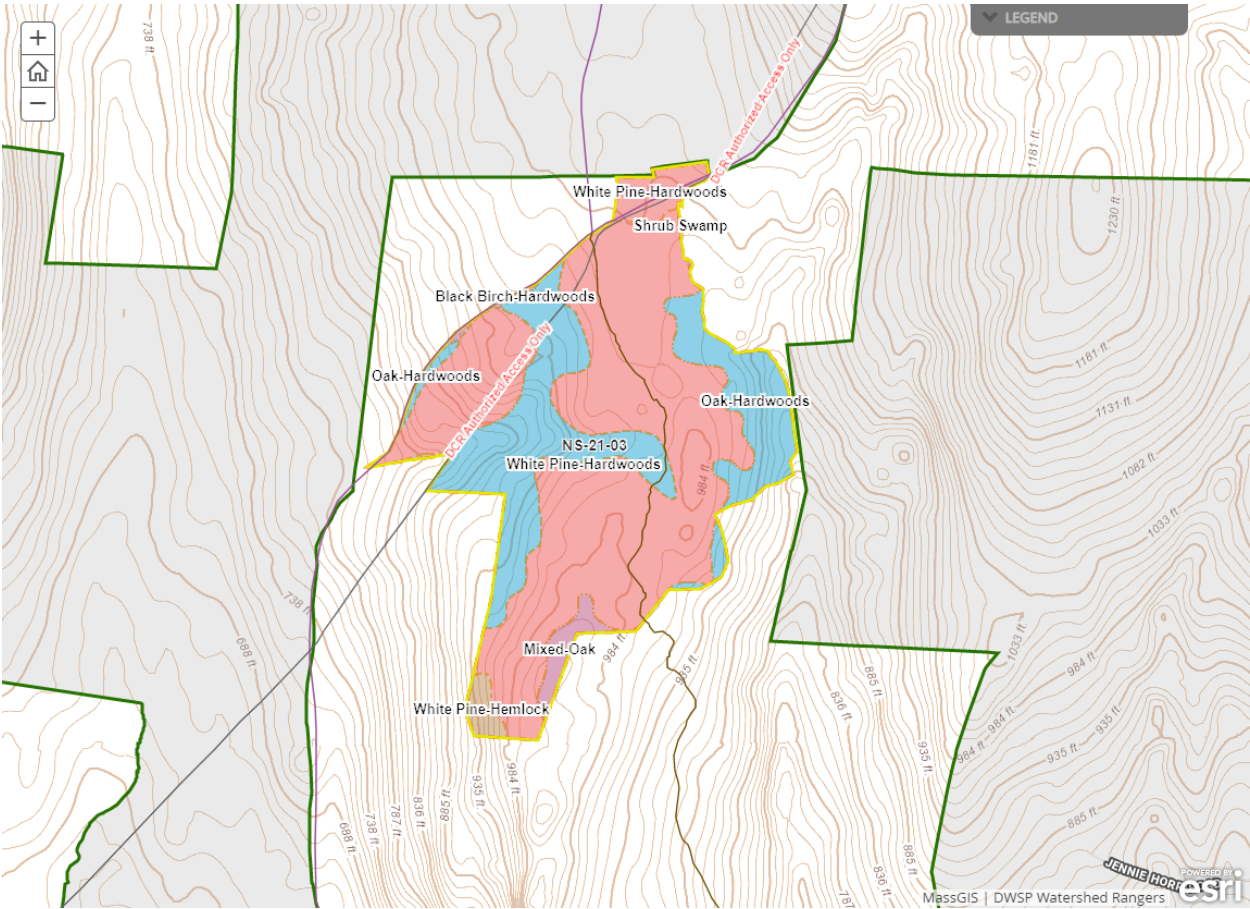 +
−
LEGEND
738 ft.
DCR Authorized Access Only
1181 ft.
1230 ft.
White Pine-Hardwoods
Shrub Swamp
Black Birch-Hardwoods
DCR Authorized Access Only
1181 ft.
Oak-Hardwoods
Oak-Hardwoods
1131 ft.
NS-21-03
White Pine-Hardwoods
984 ft.
1082 ft.
1033 ft.
738 ft.
688 ft.
Mixed-Oak
984 ft.
935 ft.
1033 ft.
984 ft.
885 ft.
836 ft.
White Pine-Hemlock
984 ft.
935 ft.
885 ft.
836 ft.
787 ft.
738 ft.
688 ft.
935 ft.
984 ft.
984 ft.
935 ft.
935 ft.
885 ft.
885 ft.
836 ft.
JENNIE HOR
POWERED BY
esri
MassGIS | DWSP Watershed Rangers